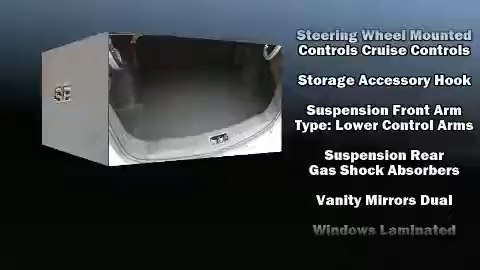 SE
Steering Wheel Mounted
Controls Cruise Controls
Storage Accessory Hook
Suspension Front Arm
Type: Lower Control Arms
Suspension Rear
Gas Shock Absorbers
Vanity Mirrors Dual
Windows Laminated